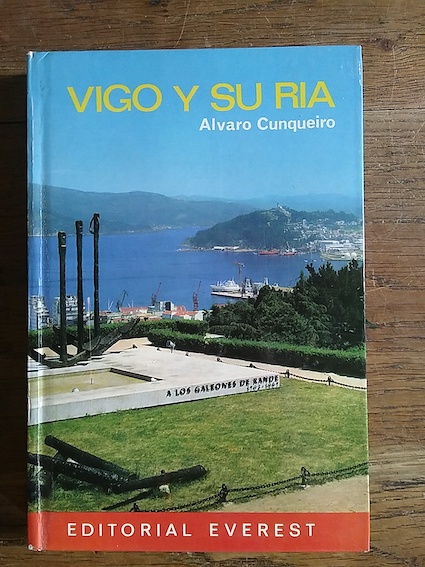 VIGO Y SU RIA
Alvaro Cunqueiro
A LOS GALEONES DE RANDE
EDITORIAL EVEREST